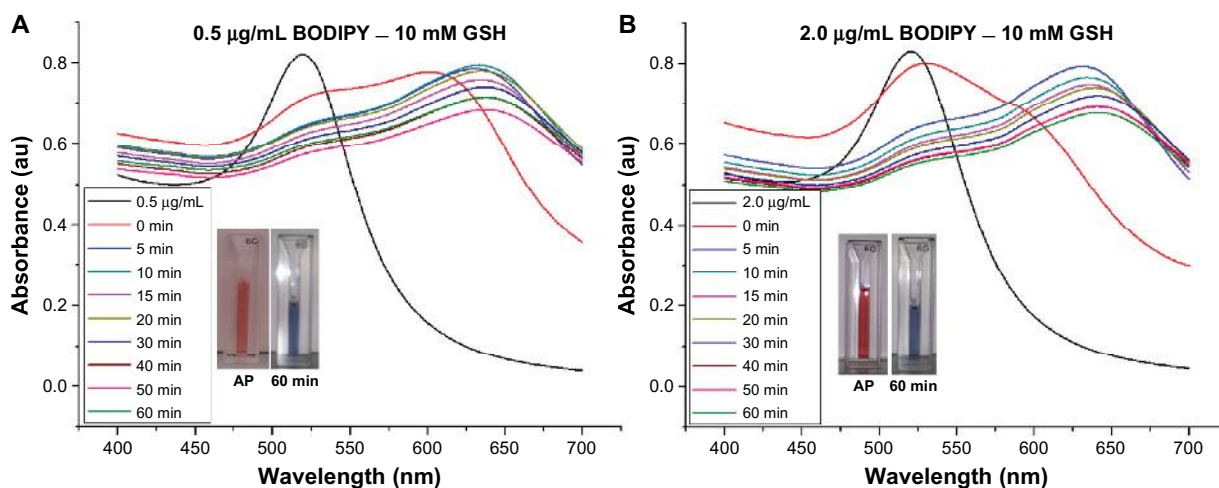 A
0.5 μg/mL BODIPY – 10 mM GSH
Absorbance (au)
0.8
0.6
0.4
0.2
0.0
0.5 μg/mL
0 min
5 min
10 min
15 min
20 min
30 min
40 min
50 min
60 min
AP
60 min
400
450
500
550
600
650
700
Wavelength (nm)
B
2.0 μg/mL BODIPY – 10 mM GSH
Absorbance (au)
0.8
0.6
0.4
0.2
0.0
2.0 μg/mL
0 min
5 min
10 min
15 min
20 min
30 min
40 min
50 min
60 min
AP
60 min
400
450
500
550
600
650
700
Wavelength (nm)